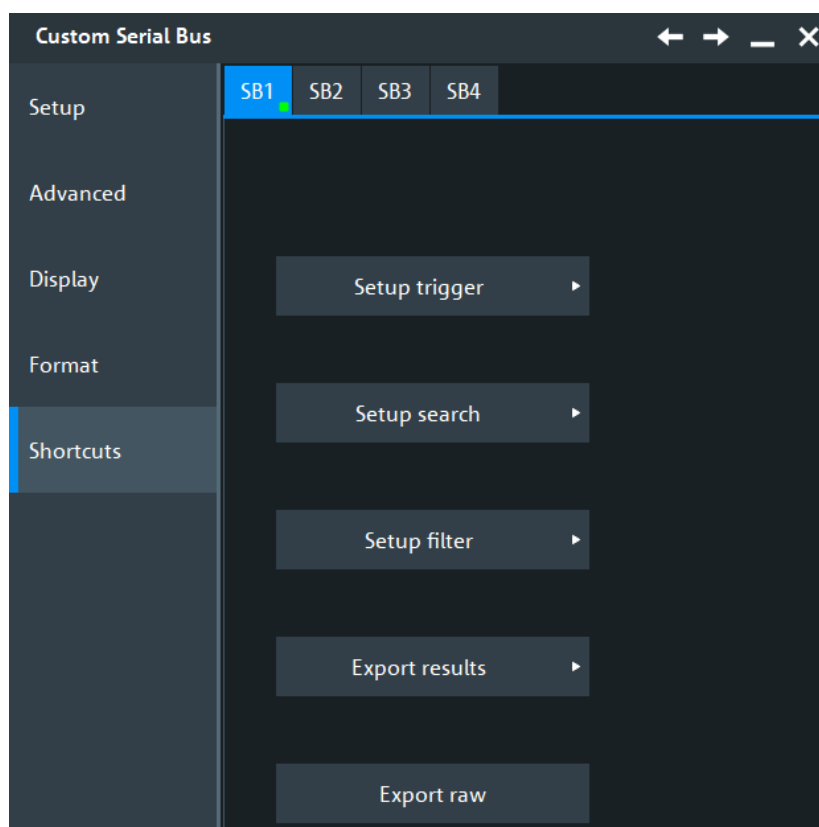 Custom Serial Bus
SB1 SB2 SB3 SB4
Setup
Advanced
Display
Format
Shortcuts
Setup trigger
Setup search
Setup filter
Export results
Export raw